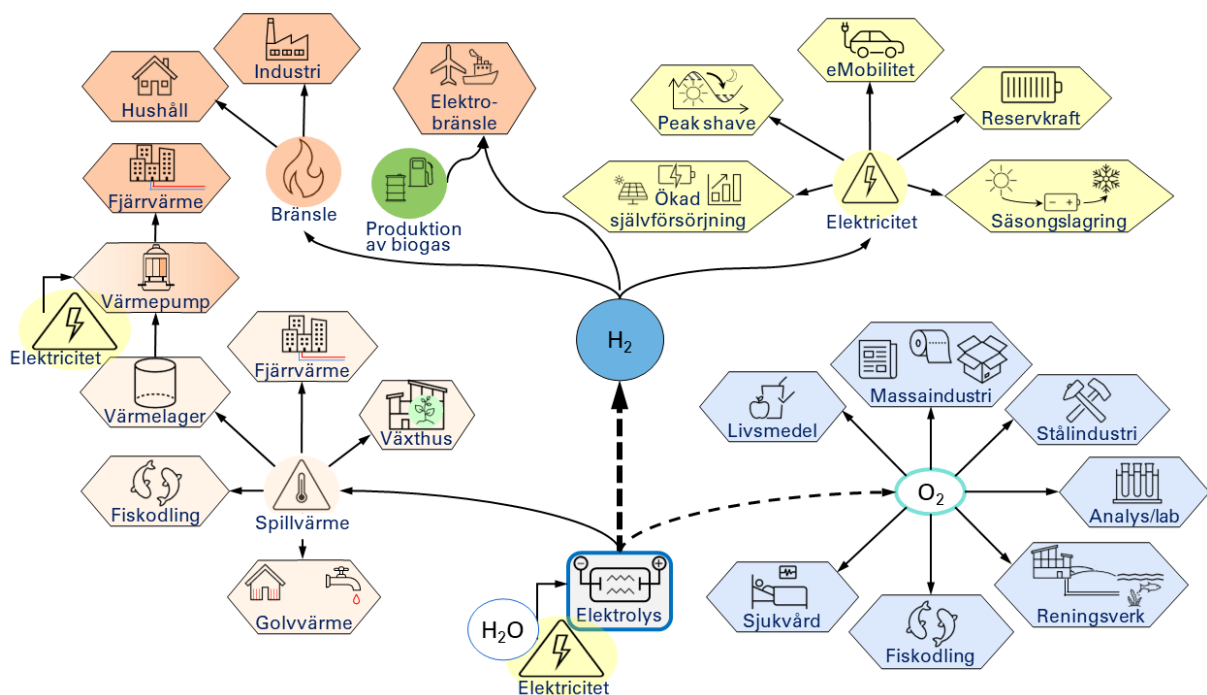 Industri
Hushåll
Elektro-
bränsle
eMobilitet
Peak shave
Reservkraft
Fjärrvärme
Bränsle
Produktion
av biogas
Ökad
självförsörjning
Elektricitet
Säsongslagring
Värmepump
Elektricitet
H₂
Fjärrvärme
Värmelager
Växthus
Massaindustri
Livsmedel
Stålindustri
Fiskodling
Spillvärme
O₂
Analys/lab
Golvvärme
H₂O
Elektrolys
Elektricitet
Sjukvård
Fiskodling
Reningsverk